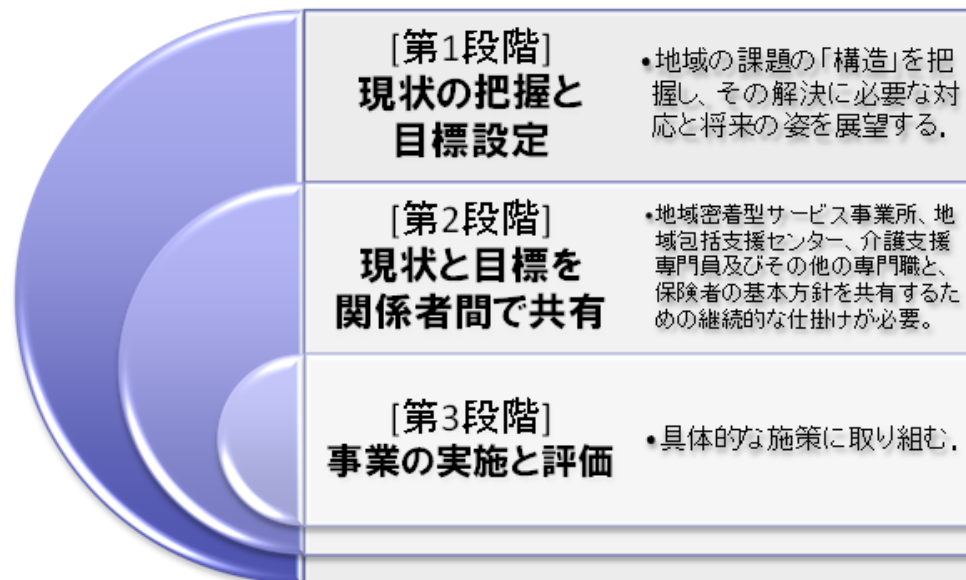 [第1段階]
現状の把握と
目標設定
•地域の課題の「構造」を把
握し、その解決に必要な対
応と将来の姿を展望する.
[第2段階]
現状と目標を
関係者間で共有
•地域密着型サービス事業所、地
域包括支援センター、介護支援
専門員及びその他の専門職と、
保険者の基本方針を共有するた
めの継続的な仕掛けが必要。
[第3段階]
事業の実施と評価
•具体的な施策に取り組む.